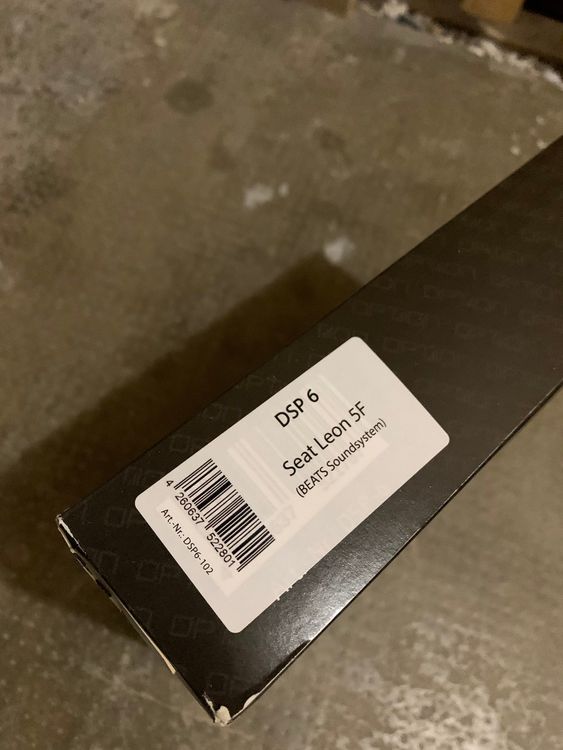 DSP 6
Seat Leon 5F
(BEATS Soundsystem)
4 260637 522801
Art.-Nr.: DSP6-102